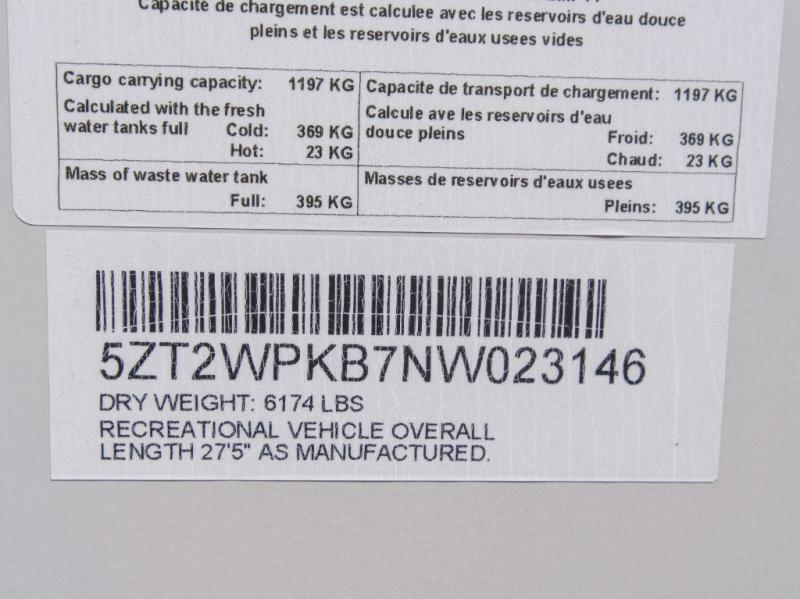 Capacite de chargement est calculee avec les reservoirs d'eau douce
pleins et les reservoirs d'eaux usees vides
Cargo carrying capacity: 1197 KG
Calculated with the fresh
water tanks full Cold: 369 KG
Hot: 23 KG
Mass of waste water tank
Full: 395 KG
Capacite de transport de chargement: 1197 KG
Calcule ave les reservoirs d'eau
douce pleins Froid: 369 KG
Chaud: 23 KG
Masses de reservoirs d'eaux usees
Pleins: 395 KG
5ZT2WPKB7NW023146
DRY WEIGHT: 6174 LBS
RECREATIONAL VEHICLE OVERALL
LENGTH 27'5" AS MANUFACTURED.